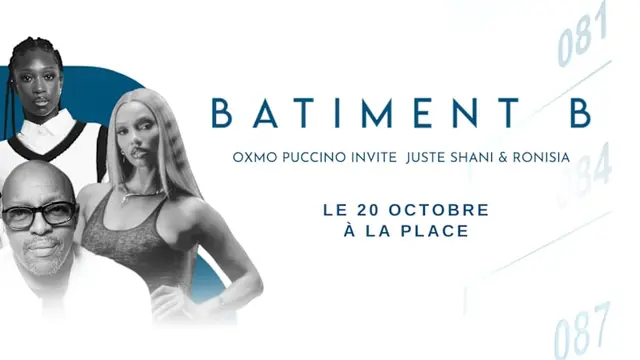 081
BATIMENT B
OXMO PUCCINO INVITE JUSTE SHANI & RONISIA
084
LE 20 OCTOBRE
À LA PLACE
087